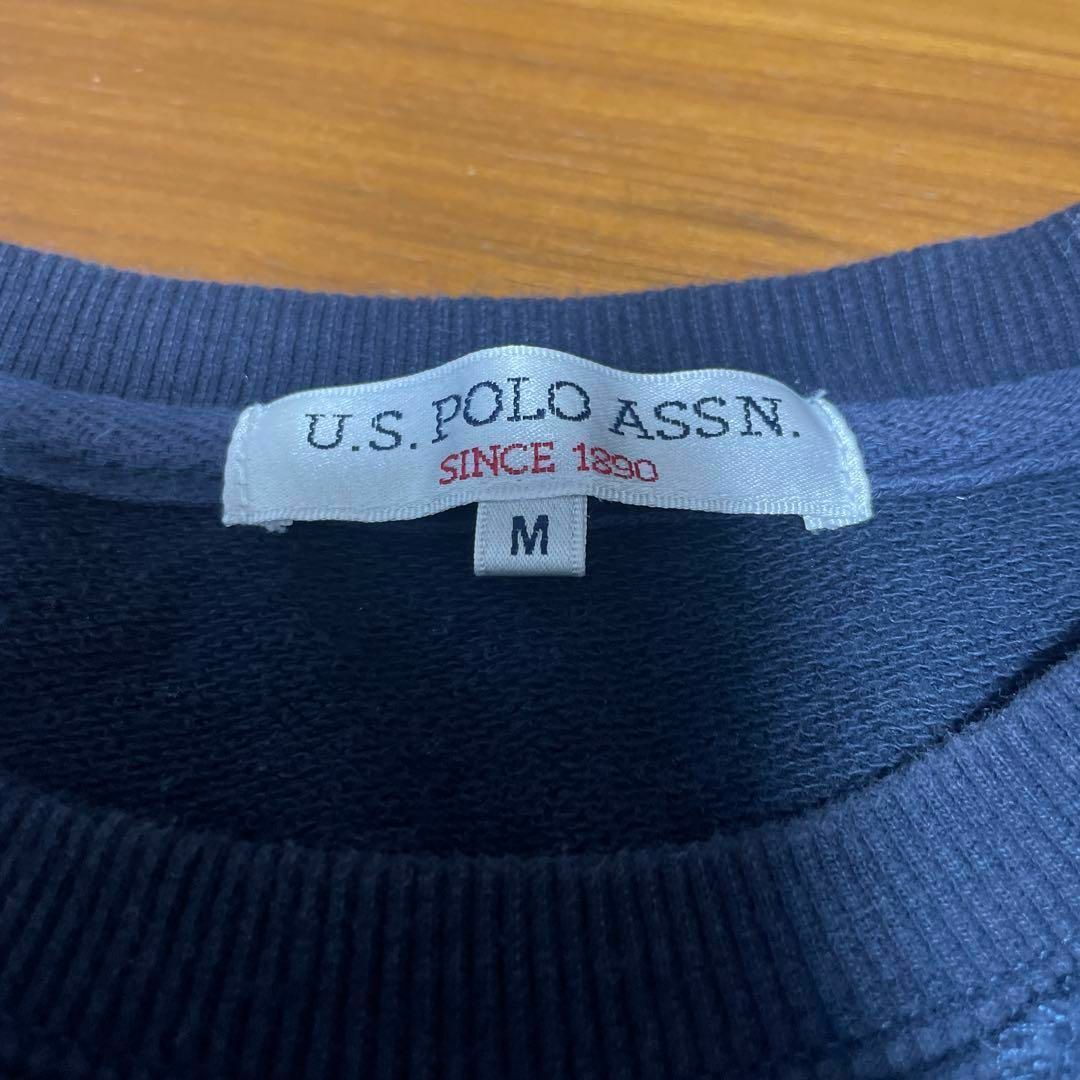 U.S. POLO ASSN.
SINCE 1890
M